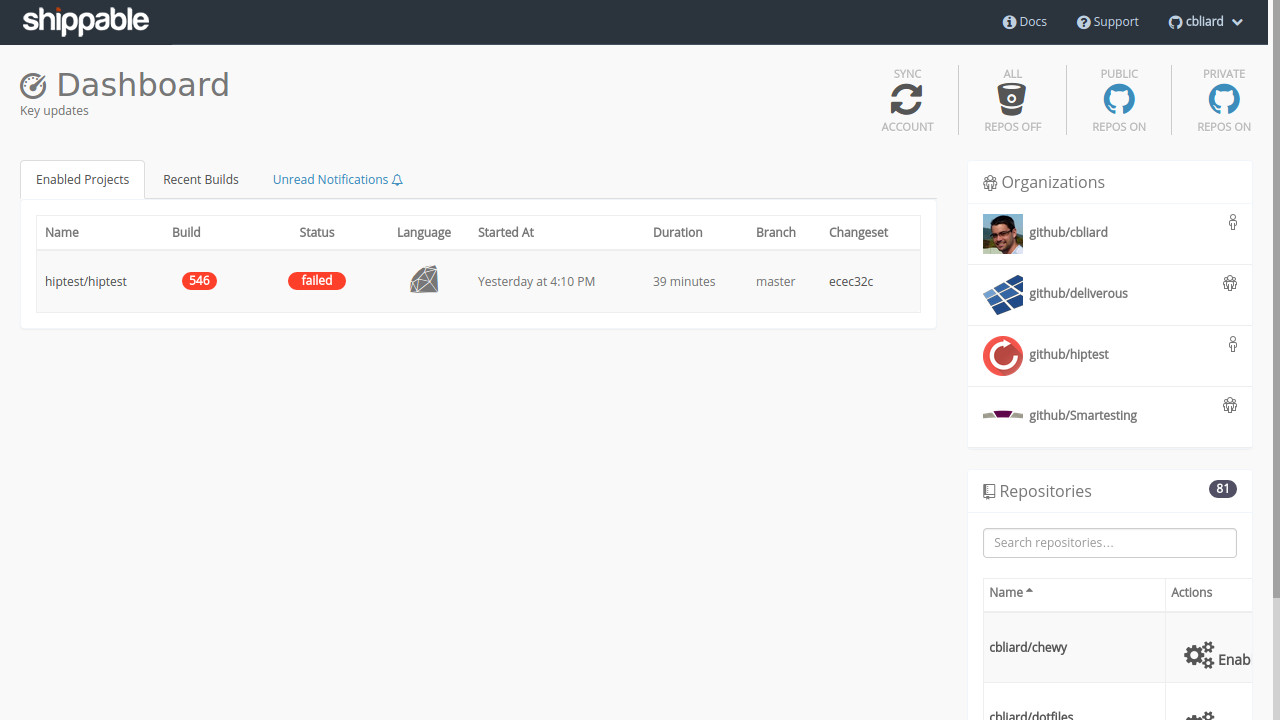 shippable
Docs
Support
cbliard
Dashboard
Key updates
SYNC
ACCOUNT
ALL
REPOS OFF
PUBLIC
REPOS ON
PRIVATE
REPOS ON
Enabled Projects
Recent Builds
Unread Notifications
Name Build Status Language Started At Duration Branch Changeset
hiptest/hiptest 546 failed Yesterday at 4:10 PM 39 minutes master ecec32c
Organizations
github/cbliard
github/deliverous
github/hiptest
github/Smartesting
Repositories 81
Search repositories...
Name Actions
cbliard/chewy Enab
cbliard/dotfiles